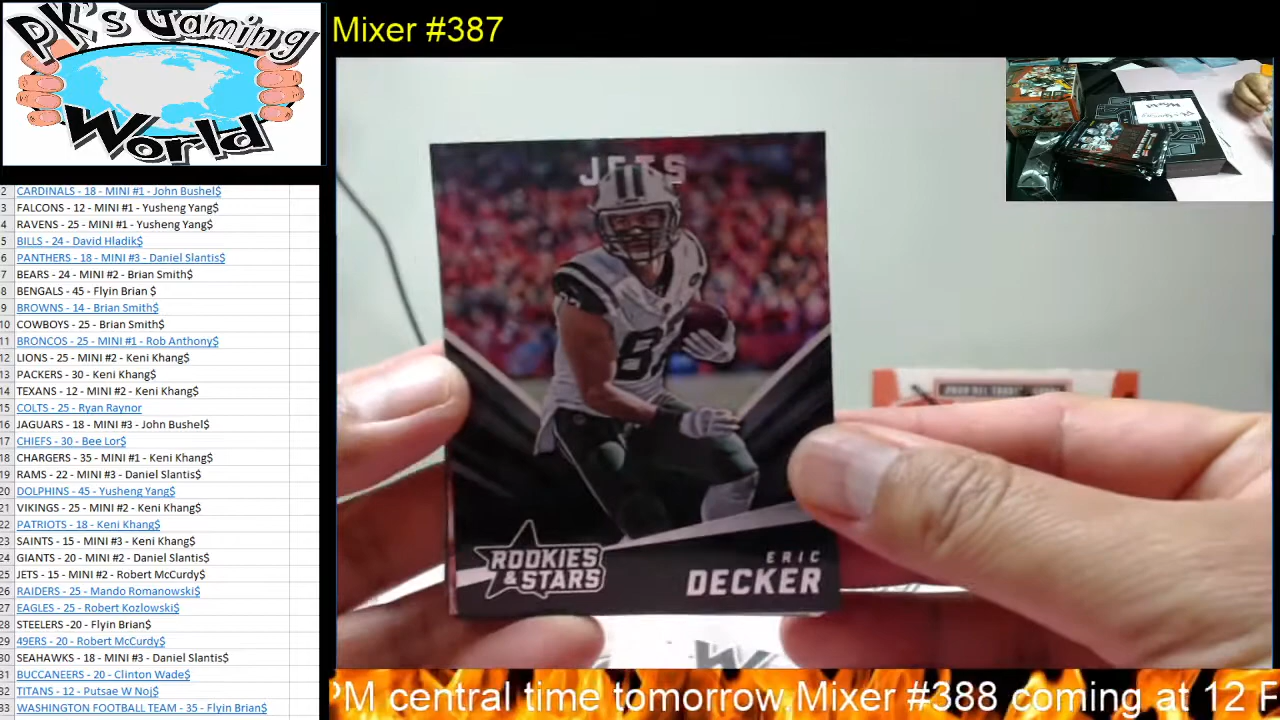 PK's Gaming
World
Mixer #387
2 CARDINALS - 18 - MINI #1 - John Bushel$
3 FALCONS - 12 - MINI #1 - Yusheng Yang$
4 RAVENS - 25 - MINI #1 - Yusheng Yang$
5 BILLS - 24 - David Hladik$
6 PANTHERS - 18 - MINI #3 - Daniel Slantis$
7 BEARS - 24 - MINI #2 - Brian Smith$
8 BENGALS - 45 - Flyin Brian $
9 BROWNS - 14 - Brian Smith$
10 COWBOYS - 25 - Brian Smith$
11 BRONCOS - 25 - MINI #1 - Rob Anthony$
12 LIONS - 25 - MINI #2 - Keni Khang$
13 PACKERS - 30 - Keni Khang$
14 TEXANS - 12 - MINI #2 - Keni Khang$
15 COLTS - 25 - Ryan Raynor
16 JAGUARS - 18 - MINI #3 - John Bushel$
17 CHIEFS - 30 - Bee Lor$
18 CHARGERS - 35 - MINI #1 - Keni Khang$
19 RAMS - 22 - MINI #3 - Daniel Slantis$
20 DOLPHINS - 45 - Yusheng Yang$
21 VIKINGS - 25 - MINI #2 - Keni Khang$
22 PATRIOTS - 18 - Keni Khang$
23 SAINTS - 15 - MINI #3 - Keni Khang$
24 GIANTS - 20 - MINI #2 - Daniel Slantis$
25 JETS - 15 - MINI #2 - Robert McCurdy$
26 RAIDERS - 25 - Mando Romanowski$
27 EAGLES - 25 - Robert Kozlowski$
28 STEELERS -20 - Flyin Brian$
29 49ERS - 20 - Robert McCurdy$
30 SEAHAWKS - 18 - MINI #3 - Daniel Slantis$
31 BUCCANEERS - 20 - Clinton Wade$
32 TITANS - 12 - Putsae W Noj$
33 WASHINGTON FOOTBALL TEAM - 35 - Flyin Brian$
JETS
ROOKIES
& STARS
ERIC
DECKER
PM central time tomorrow,Mixer #388 coming at 12